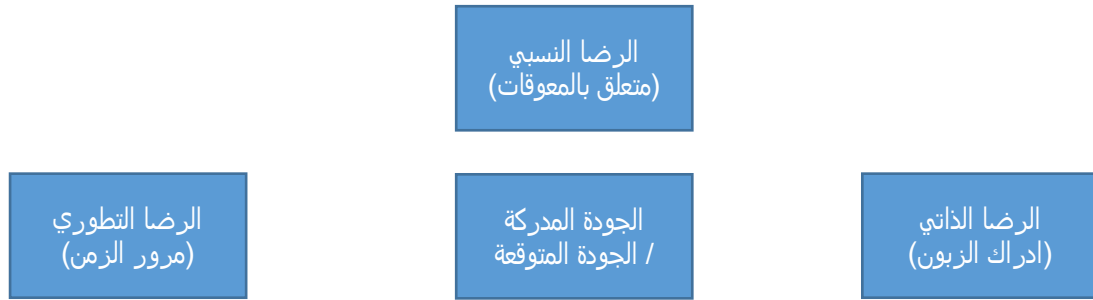 الرضا النسبي
(متعلق بالمعوقات)
الرضا الذاتي
(ادراك الزبون)
الجودة المدركة
/ الجودة المتوقعة
الرضا التطوري
(مرور الزمن)